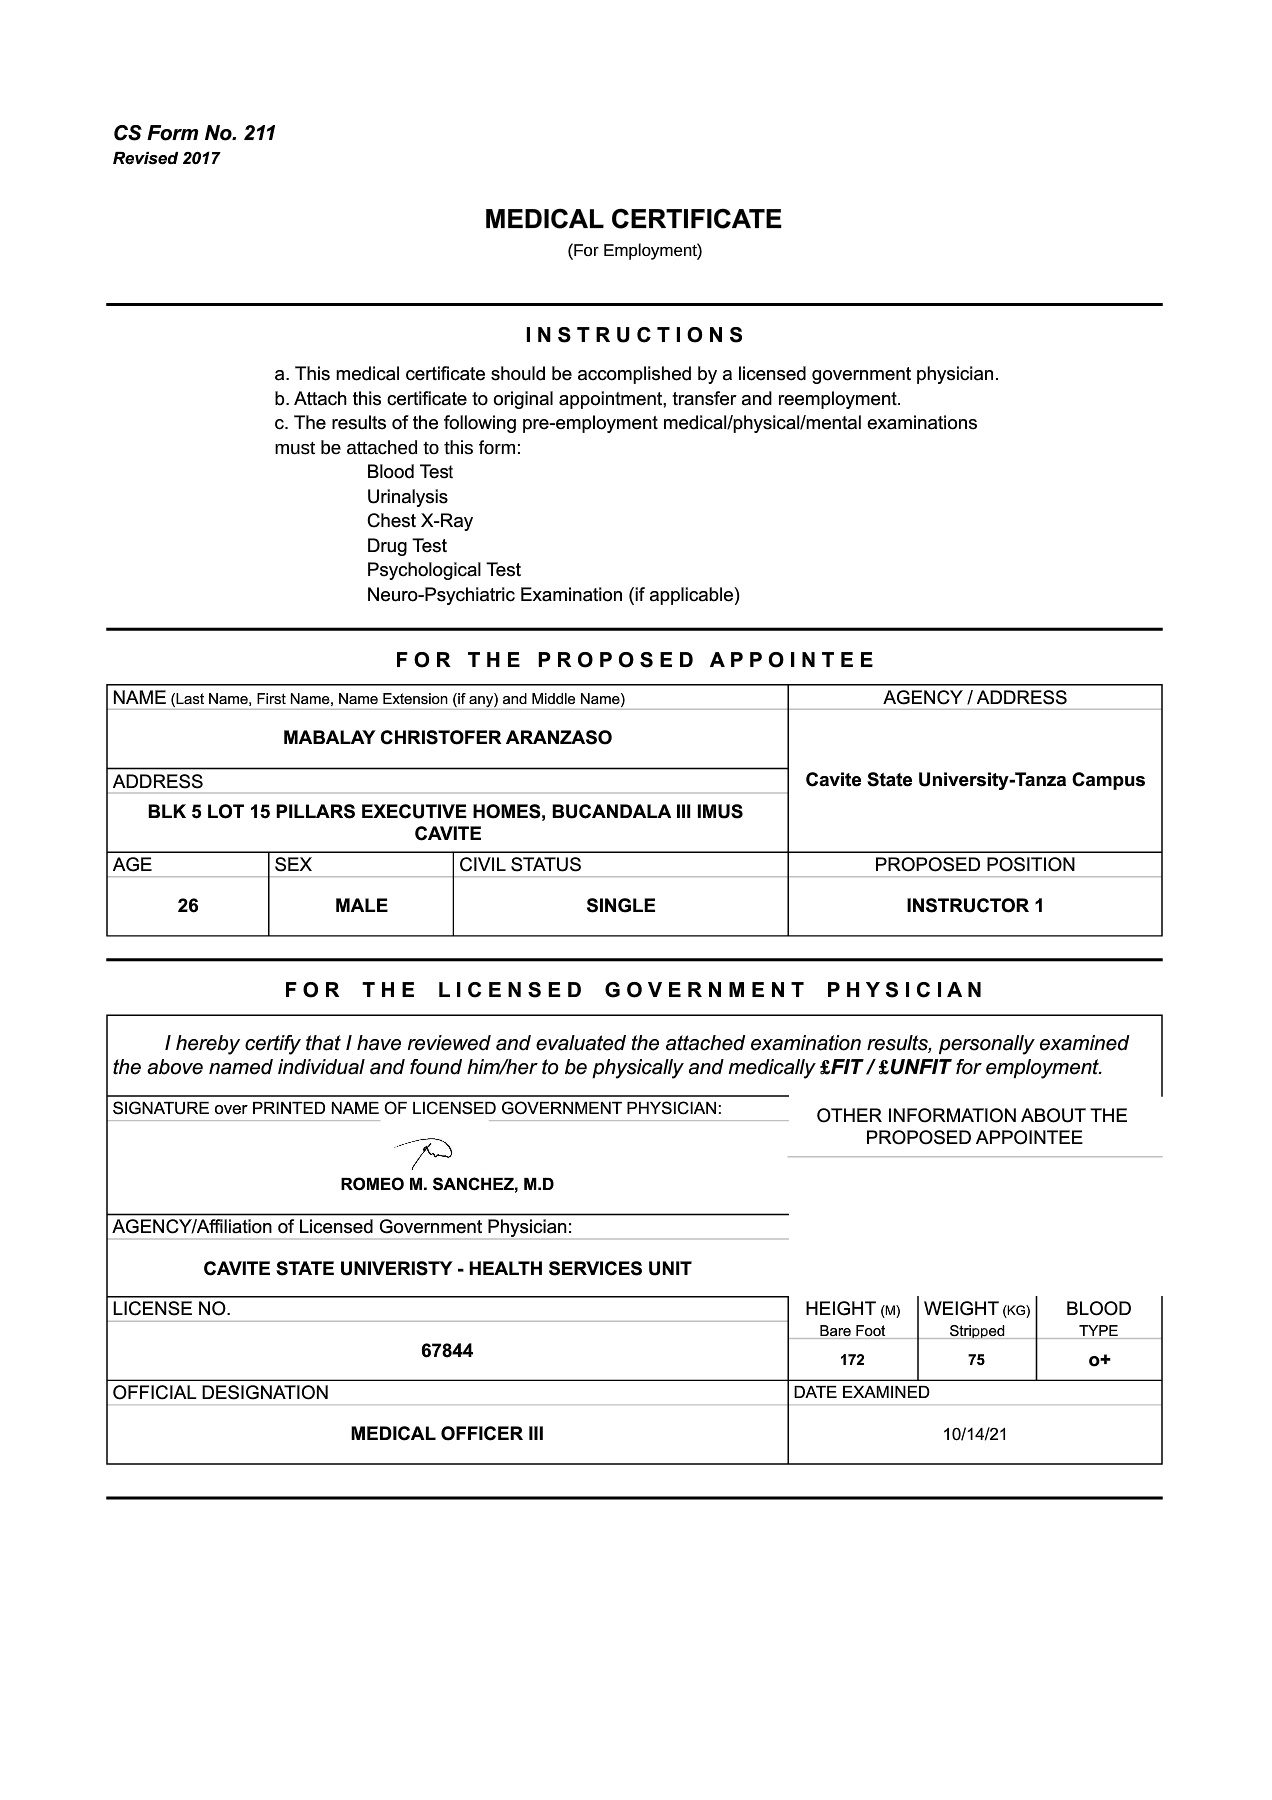 CS Form No. 211
Revised 2017
MEDICAL CERTIFICATE
(For Employment)
INSTRUCTIONS
a. This medical certificate should be accomplished by a licensed government physician.
b. Attach this certificate to original appointment, transfer and reemployment.
c. The results of the following pre-employment medical/physical/mental examinations
must be attached to this form:
Blood Test
Urinalysis
Chest X-Ray
Drug Test
Psychological Test
Neuro-Psychiatric Examination (if applicable)
FOR THE PROPOSED APPOINTEE
NAME (Last Name, First Name, Name Extension (if any) and Middle Name)
AGENCY / ADDRESS
MABALAY CHRISTOFER ARANZASO
Cavite State University-Tanza Campus
ADDRESS
BLK 5 LOT 15 PILLARS EXECUTIVE HOMES, BUCANDALA III IMUS
CAVITE
AGE
SEX
CIVIL STATUS
PROPOSED POSITION
26
MALE
SINGLE
INSTRUCTOR 1
FOR THE LICENSED GOVERNMENT PHYSICIAN
I hereby certify that I have reviewed and evaluated the attached examination results, personally examined
the above named individual and found him/her to be physically and medically £FIT / £UNFIT for employment.
SIGNATURE over PRINTED NAME OF LICENSED GOVERNMENT PHYSICIAN:
OTHER INFORMATION ABOUT THE
PROPOSED APPOINTEE
ROMEO M. SANCHEZ, M.D
AGENCY/Affiliation of Licensed Government Physician:
CAVITE STATE UNIVERISTY - HEALTH SERVICES UNIT
LICENSE NO.
HEIGHT (M)
Bare Foot
WEIGHT (KG)
Stripped
BLOOD
TYPE
67844
172
75
o+
OFFICIAL DESIGNATION
DATE EXAMINED
MEDICAL OFFICER III
10/14/21